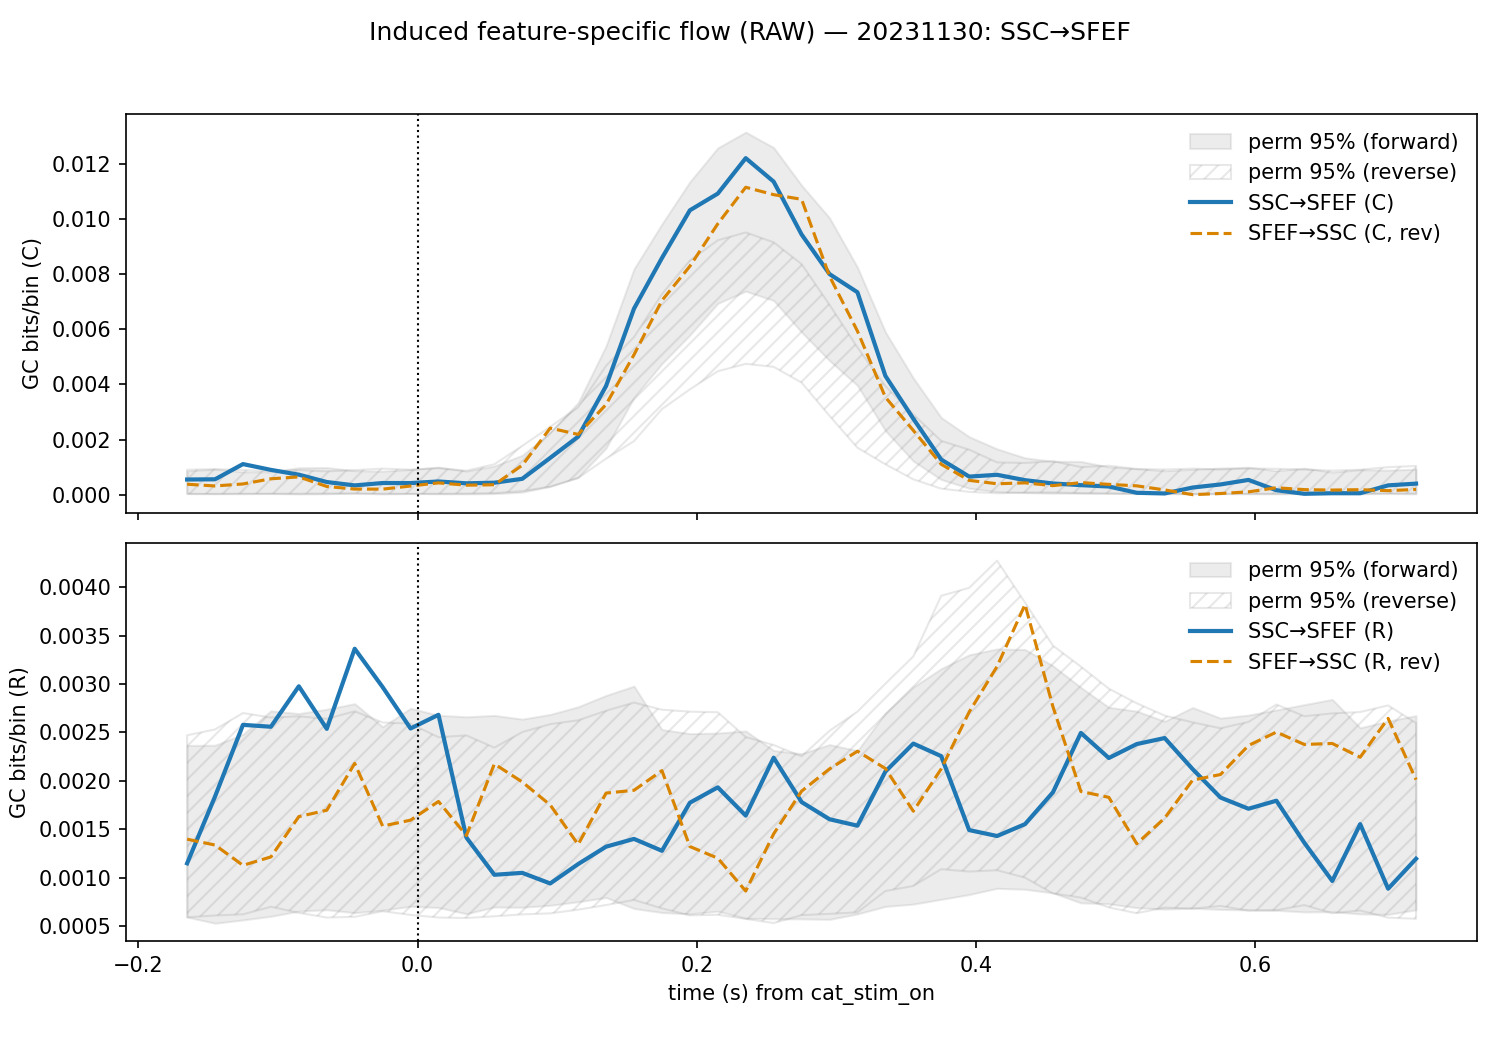 Induced feature-specific flow (RAW) — 20231130: SSC→SFEF
GC bits/bin (C)
0.012
0.010
0.008
0.006
0.004
0.002
0.000
perm 95% (forward)
perm 95% (reverse)
SSC→SFEF (C)
SFEF→SSC (C, rev)
GC bits/bin (R)
0.0040
0.0035
0.0030
0.0025
0.0020
0.0015
0.0010
0.0005
perm 95% (forward)
perm 95% (reverse)
SSC→SFEF (R)
SFEF→SSC (R, rev)
−0.2 0.0 0.2 0.4 0.6
time (s) from cat_stim_on